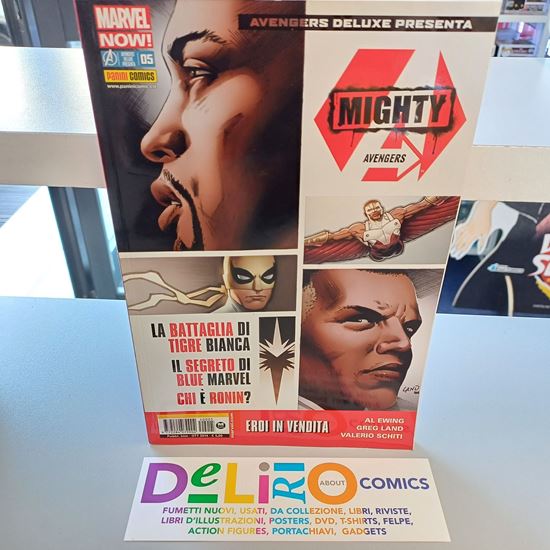 MARVEL
NOW!
05
PANINI COMICS
AVENGERS DELUXE PRESENTA
MIGHTY
AVENGERS
LA BATTAGLIA DI
TIGRE BIANCA
IL SEGRETO DI
BLUE MARVEL
CHI È RONIN?
LAND
EROI IN VENDITA
AL EWING
GREG LAND
VALERIO SCHITI
DELIRIO
ABOUT
COMICS
FUMETTI NUOVI, USATI, DA COLLEZIONE, LIBRI, RIVISTE,
LIBRI D'ILLUSTRAZIONI, POSTERS, DVD, T-SHIRTS, FELPE,
ACTION FIGURES, PORTACHIAVI, GADGETS